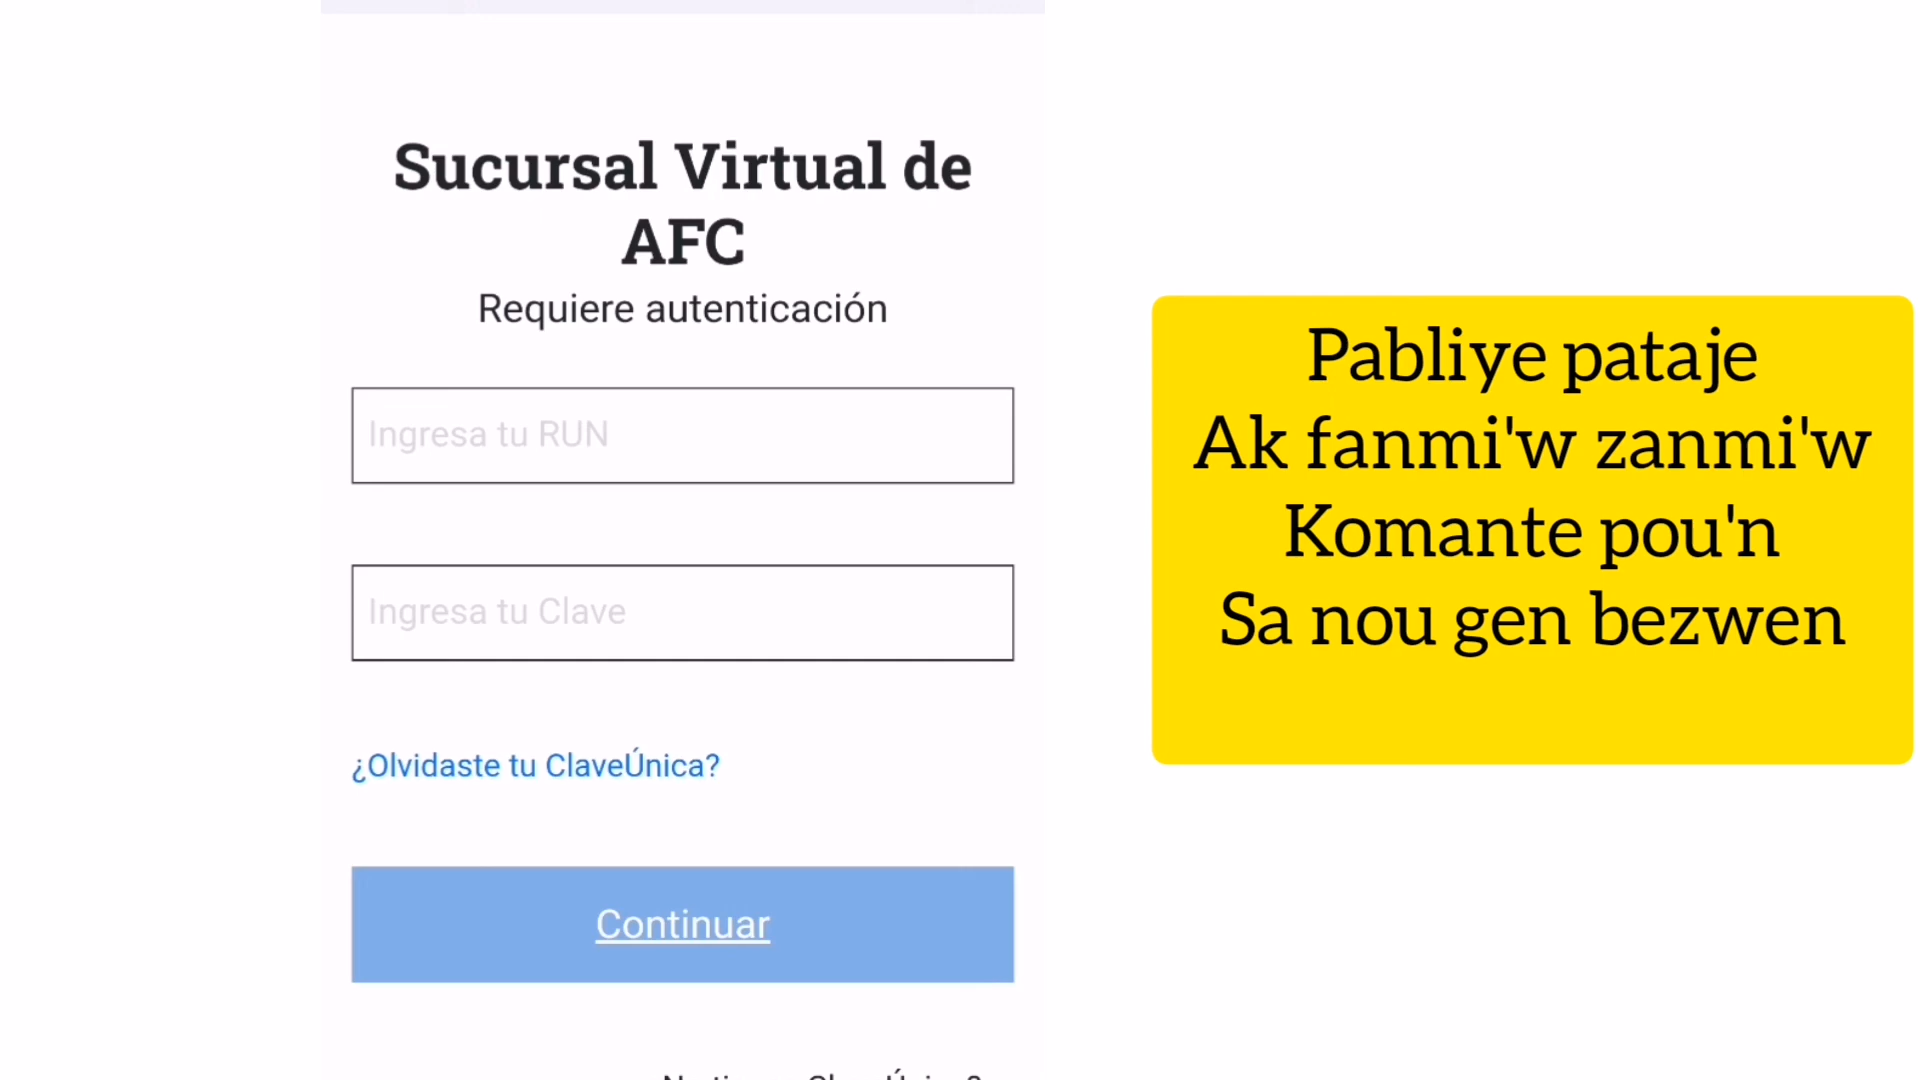 Sucursal Virtual de
AFC
Requiere autenticación
Ingresa tu RUN
Ingresa tu Clave
¿Olvidaste tu ClaveÚnica?
Continuar
Pabliye pataje
Ak fanmi'w zanmi'w
Komante pou'n
Sa nou gen bezwen